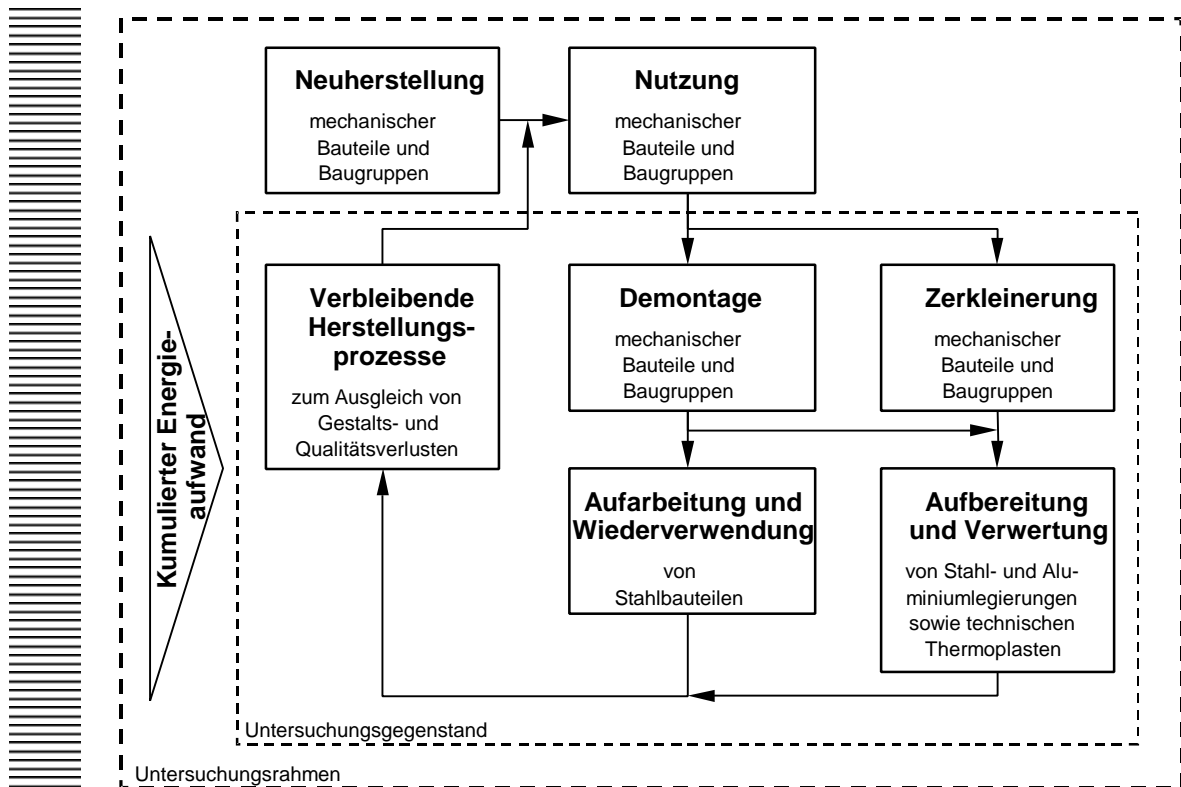 Neuherstellung
mechanischer
Bauteile und
Baugruppen
Nutzung
mechanischer
Bauteile und
Baugruppen
Kumulierter Energie-
aufwand
Verbleibende
Herstellungs-
prozesse
zum Ausgleich von
Gestalts- und
Qualitätsverlusten
Demontage
mechanischer
Bauteile und
Baugruppen
Zerkleinerung
mechanischer
Bauteile und
Baugruppen
Aufarbeitung und
Wiederverwendung
von
Stahlbauteilen
Aufbereitung
und Verwertung
von Stahl- und Alu-
miniumlegierungen
sowie technischen
Thermoplasten
Untersuchungsgegenstand
Untersuchungsrahmen